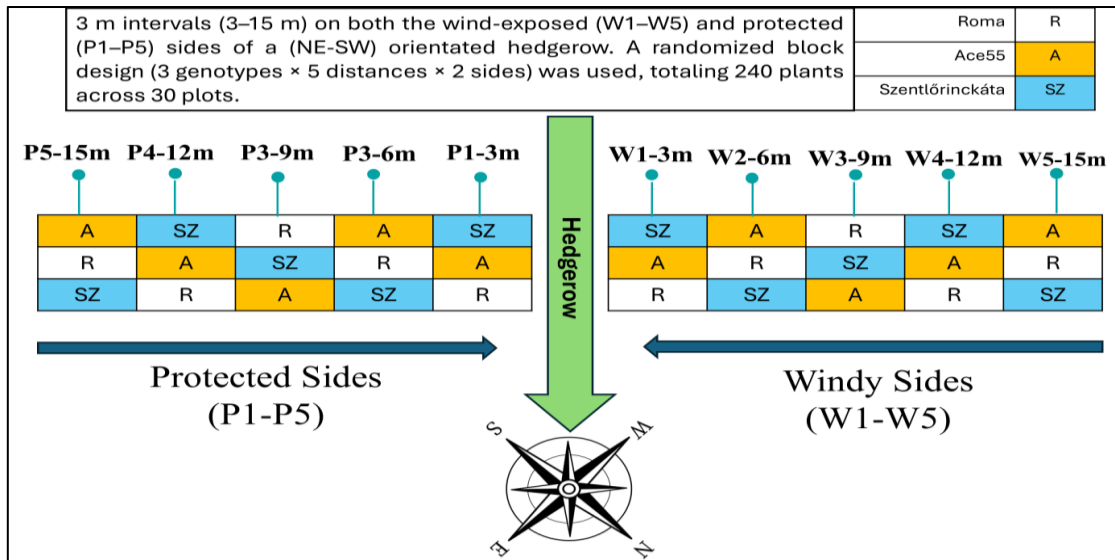 3 m intervals (3–15 m) on both the wind-exposed (W1–W5) and protected
(P1–P5) sides of a (NE-SW) orientated hedgerow. A randomized block
design (3 genotypes × 5 distances × 2 sides) was used, totaling 240 plants
across 30 plots.
Roma R
Ace55 A
Szentlőrinckáta SZ
P5-15m P4-12m P3-9m P3-6m P1-3m
W1-3m W2-6m W3-9m W4-12m W5-15m
A SZ R A SZ
R A SZ R A
SZ R A SZ R
Hedgerow
SZ A R SZ A
A R SZ A R
R SZ A R SZ
Protected Sides
(P1-P5)
Windy Sides
(W1-W5)
S W
E N